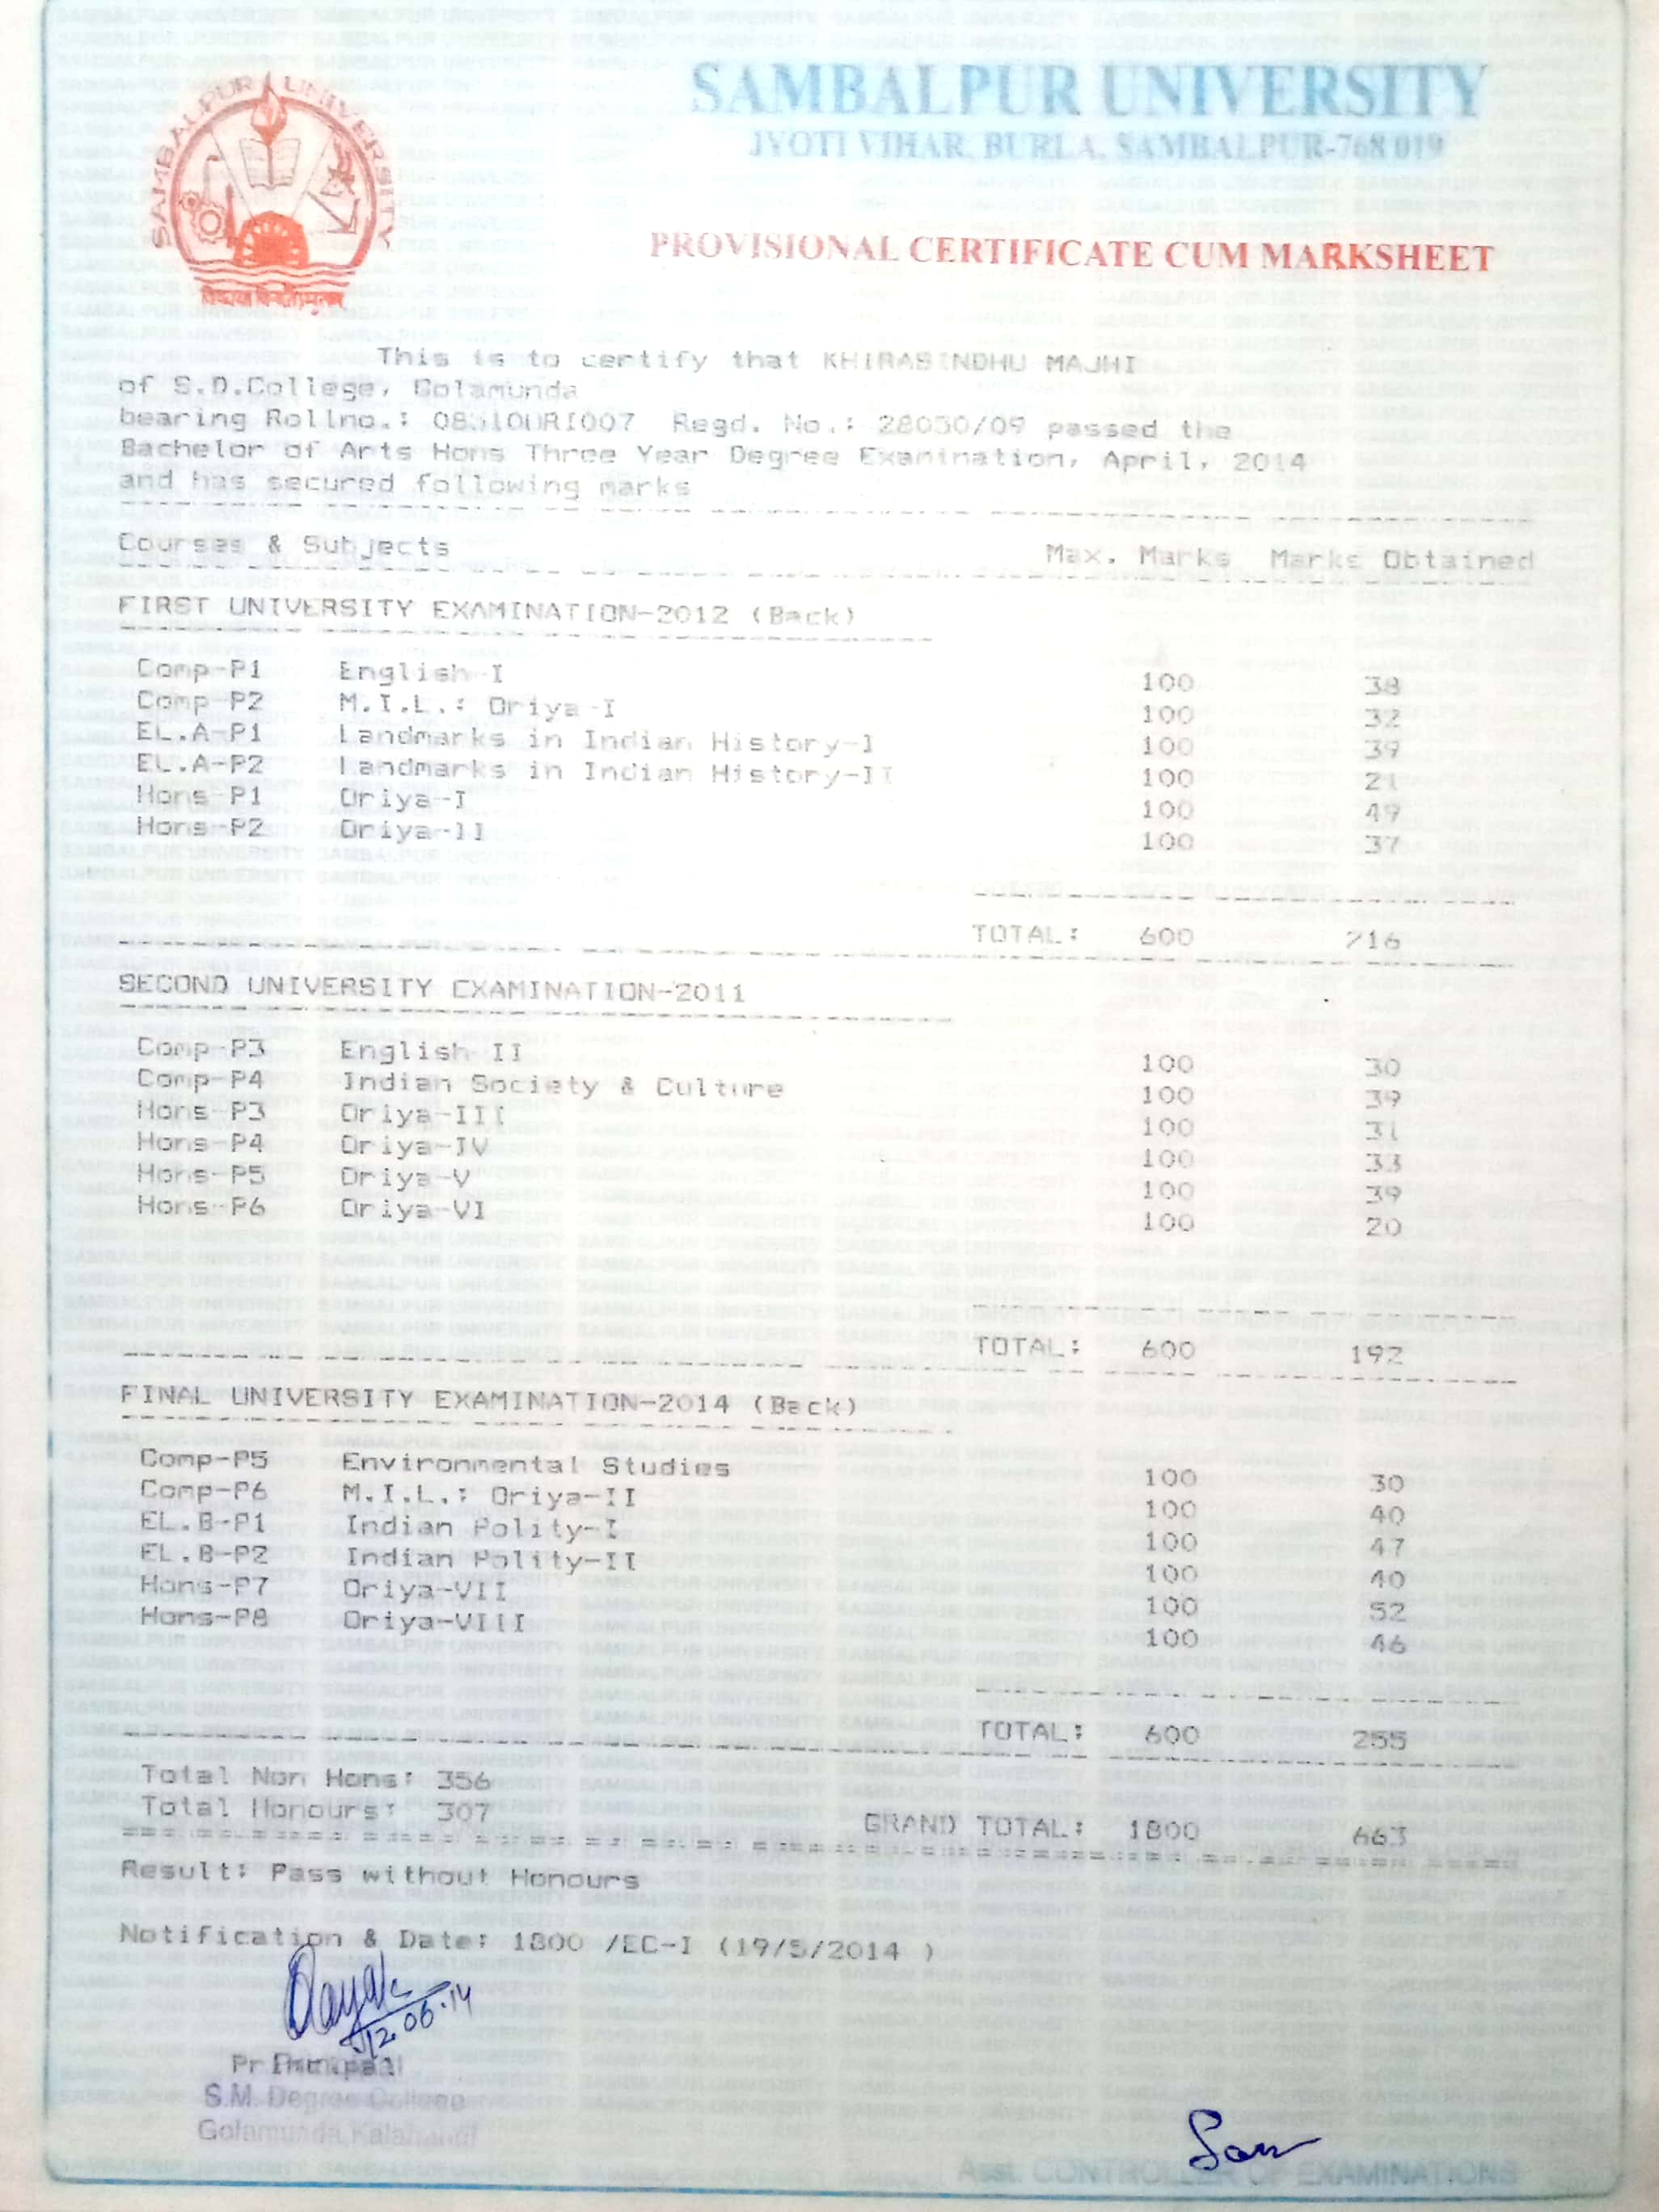 SAMBALPUR UNIVERSITY
SAMBALPUR UNIVERSITY
JYOTI VIHAR, BURLA, SAMBALPUR-768 019
PROVISIONAL CERTIFICATE CUM MARKSHEET
This is to certify that KHIRASINDHU MAJHI
of S.D.College, Golamunda
bearing Rollno.: Regd. No.: 28050/09 passed the
Bachelor of Arts Hons Three Year Degree Examination, April, 2014
and has secured following marks
Courses & Subjects Max. Marks Marks Obtained
FIRST UNIVERSITY EXAMINATION-2012 (Back)
Comp-P1 English-I 100 38
Comp-P2 M.I.L.: Oriya-I 100 32
EL.A-P1 Landmarks in Indian History-I 100 39
EL.A-P2 Landmarks in Indian History-II 100 21
Hons-P1 Oriya-I 100 49
Hons-P2 Oriya-II 100 37
TOTAL: 600 216
SECOND UNIVERSITY EXAMINATION-2011
Comp-P3 English-II 100 30
Comp-P4 Indian Society & Culture 100 39
Hons-P3 Oriya-III 100 31
Hons-P4 Oriya-IV 100 33
Hons-P5 Oriya-V 100 39
Hons-P6 Oriya-VI 100 20
TOTAL: 600 192
FINAL UNIVERSITY EXAMINATION-2014 (Back)
Comp-P5 Environmental Studies 100 30
Comp-P6 M.I.L.: Oriya-II 100 40
EL.B-P1 Indian Polity-I 100 47
EL.B-P2 Indian Polity-II 100 40
Hons-P7 Oriya-VII 100 52
Hons-P8 Oriya-VIII 100 46
TOTAL: 600 255
Total Non Hons: 356
Total Honours: 307 GRAND TOTAL: 1800 663
Result: Pass without Honours
Notification & Date: 1800 /EC-I (19/5/2014 )
12.06.14
Principal
S.M. Degree College
Golamunda, Kalahandi
Asst. CONTROLLER OF EXAMINATIONS